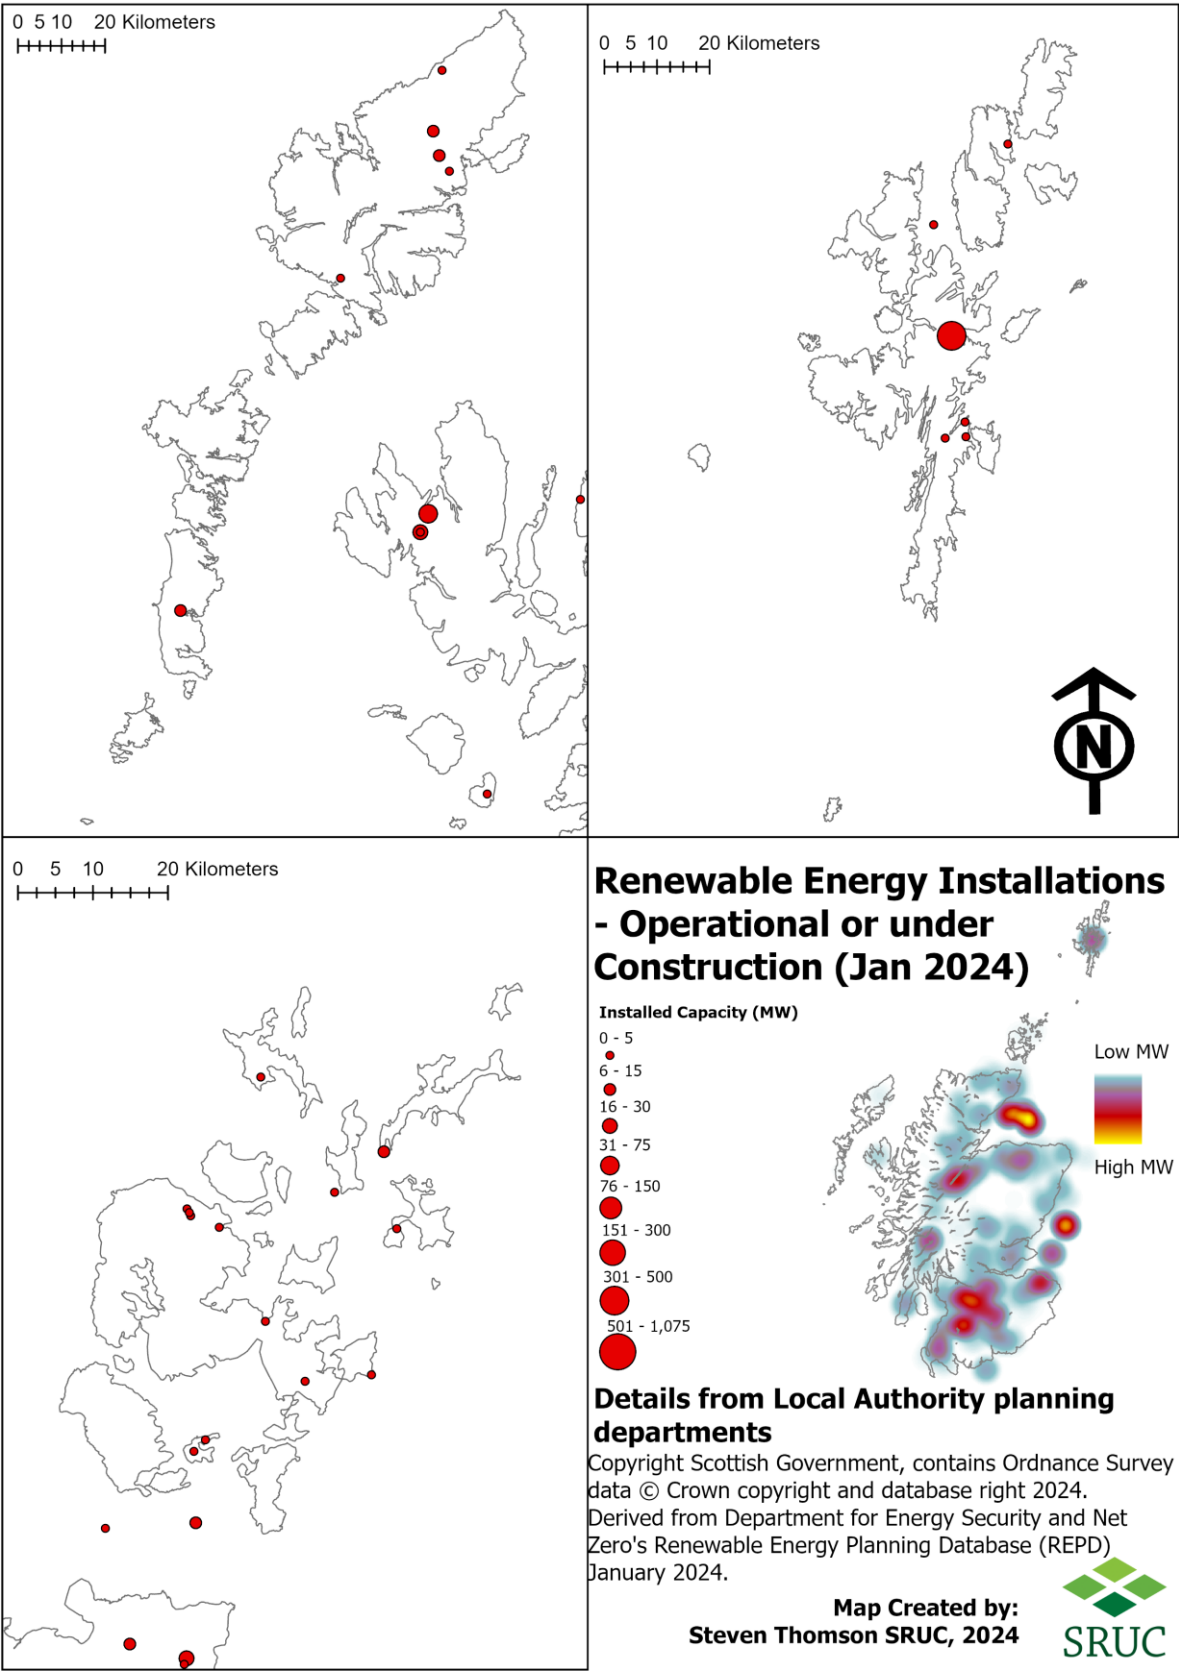 0 5 10 20 Kilometers
0 5 10 20 Kilometers
N
0 5 10 20 Kilometers
Renewable Energy Installations
- Operational or under
Construction (Jan 2024)
Installed Capacity (MW)
0 - 5
6 - 15
16 - 30
31 - 75
76 - 150
151 - 300
301 - 500
501 - 1,075
Low MW
High MW
Details from Local Authority planning
departments
Copyright Scottish Government, contains Ordnance Survey
data © Crown copyright and database right 2024.
Derived from Department for Energy Security and Net
Zero's Renewable Energy Planning Database (REPD)
January 2024.
Map Created by:
Steven Thomson SRUC, 2024
SRUC